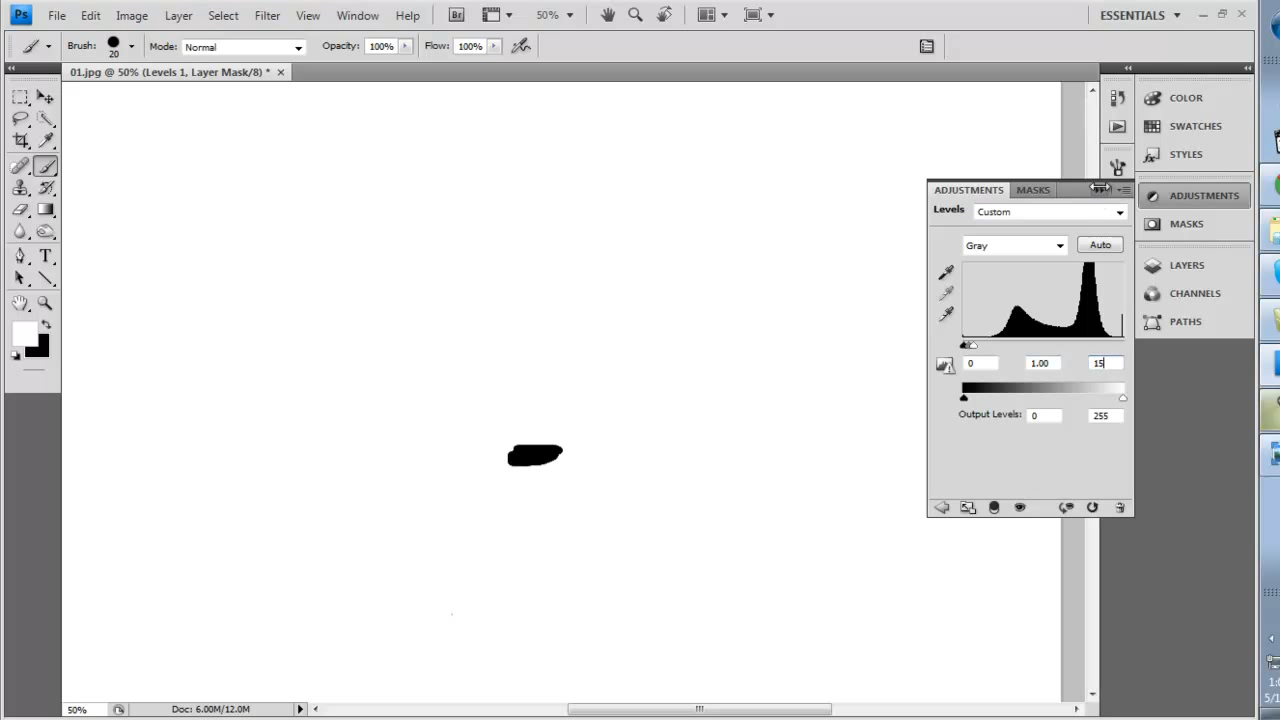 Ps File Edit Image Layer Select Filter View Window Help Br 50% ESSENTIALS
Brush: 20 Mode: Normal Opacity: 100% Flow: 100%
01.jpg @ 50% (Levels 1, Layer Mask/8) *
COLOR
SWATCHES
STYLES
ADJUSTMENTS
MASKS
LAYERS
CHANNELS
PATHS
ADJUSTMENTS MASKS
Levels Custom
Gray Auto
0 1.00 15
Output Levels: 0 255
50% Doc: 6.00M/12.0M